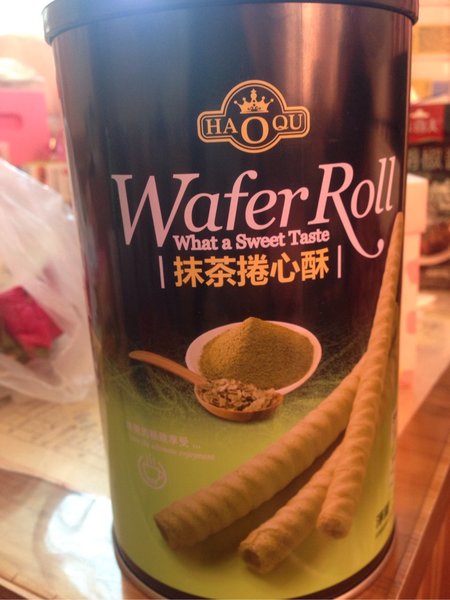 HAOQU
Wafer Roll
What a Sweet Taste
抹茶捲心酥